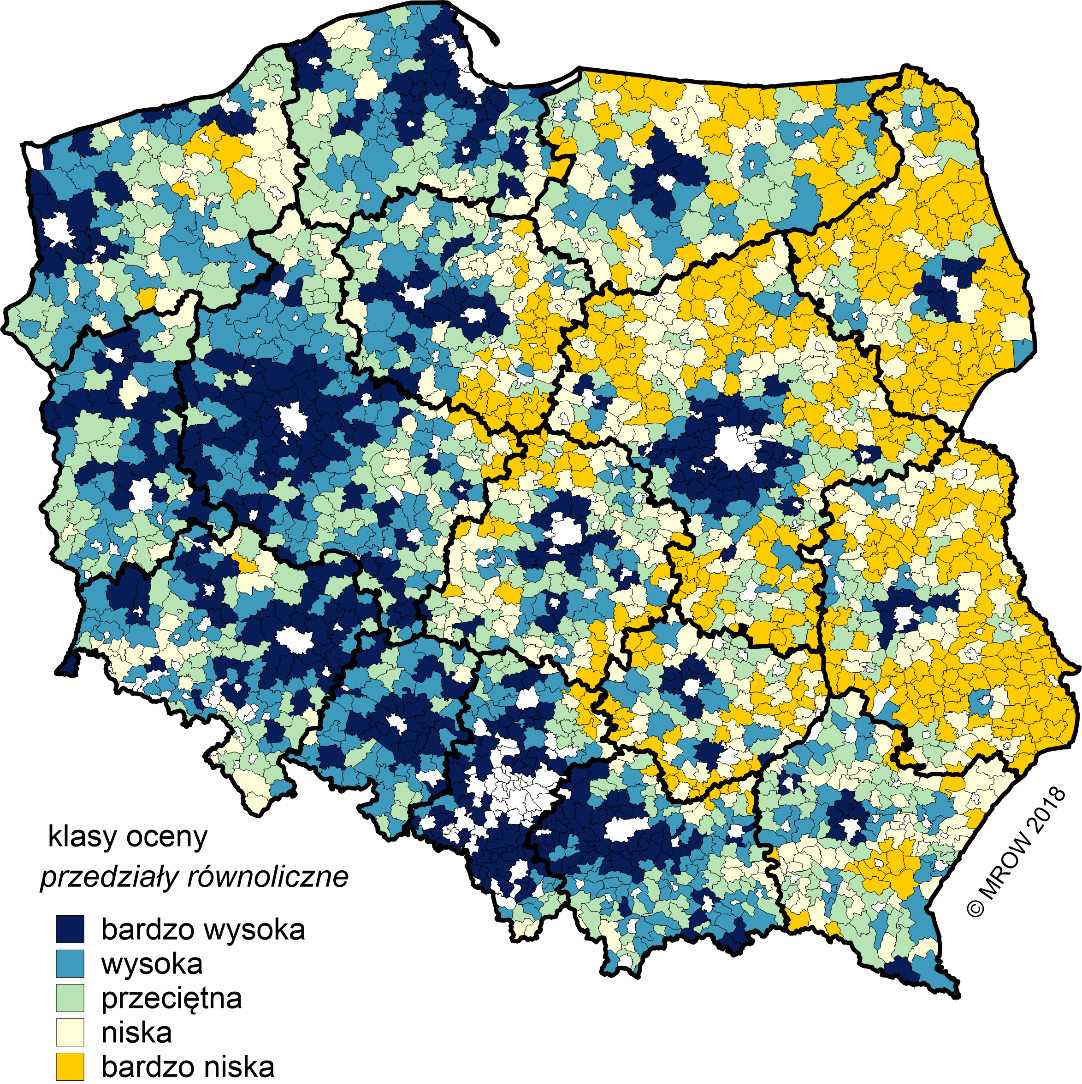 klasy oceny
przedziały równoliczne
bardzo wysoka
wysoka
przeciętna
niska
bardzo niska
© MROW 2018